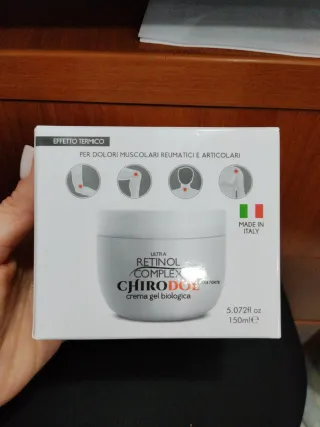 EFFETTO TERMICO
PER DOLORI MUSCOLARI REUMATICI E ARTICOLARI
MADE IN
ITALY
ULTRA
RETINOL
COMPLEX
CHIRODOL
crema gel biologica
5.072fl oz
150ml℮